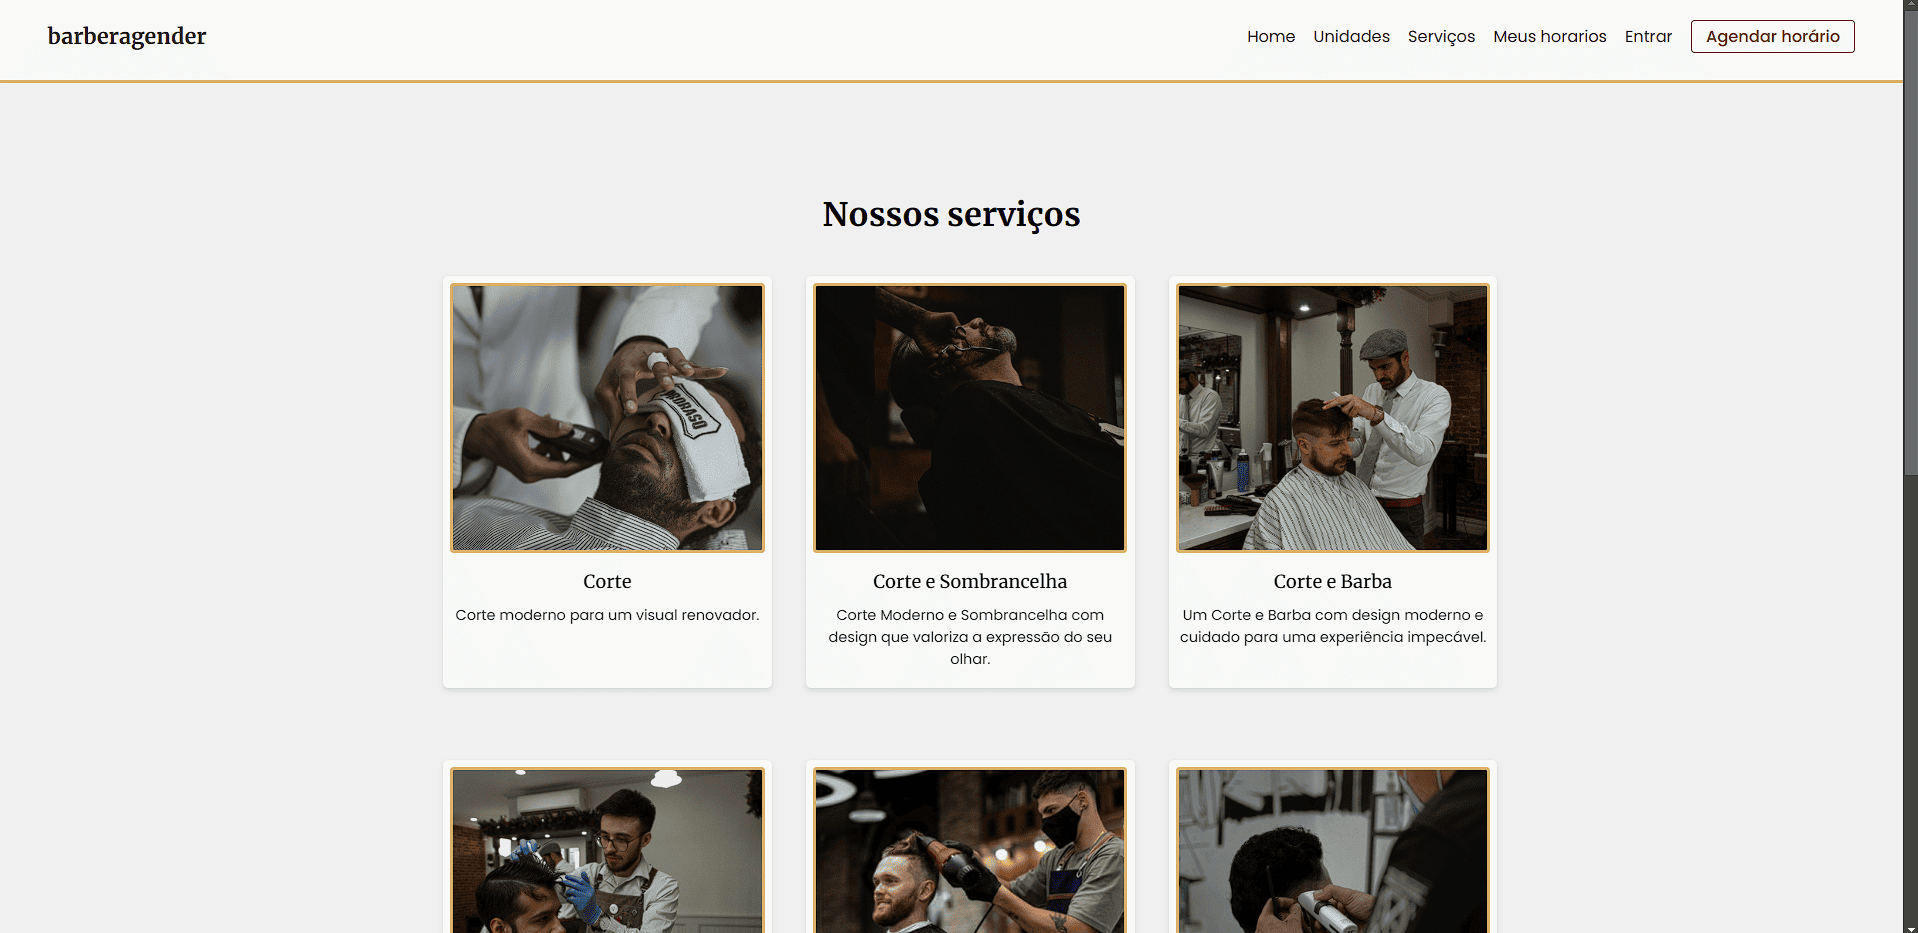 barberagender
Home Unidades Serviços Meus horarios Entrar Agendar horário
Nossos serviços
PRORASO
Corte
Corte moderno para um visual renovador.
Corte e Sombrancelha
Corte Moderno e Sombrancelha com
design que valoriza a expressão do seu
olhar.
Corte e Barba
Um Corte e Barba com design moderno e
cuidado para uma experiência impecável.